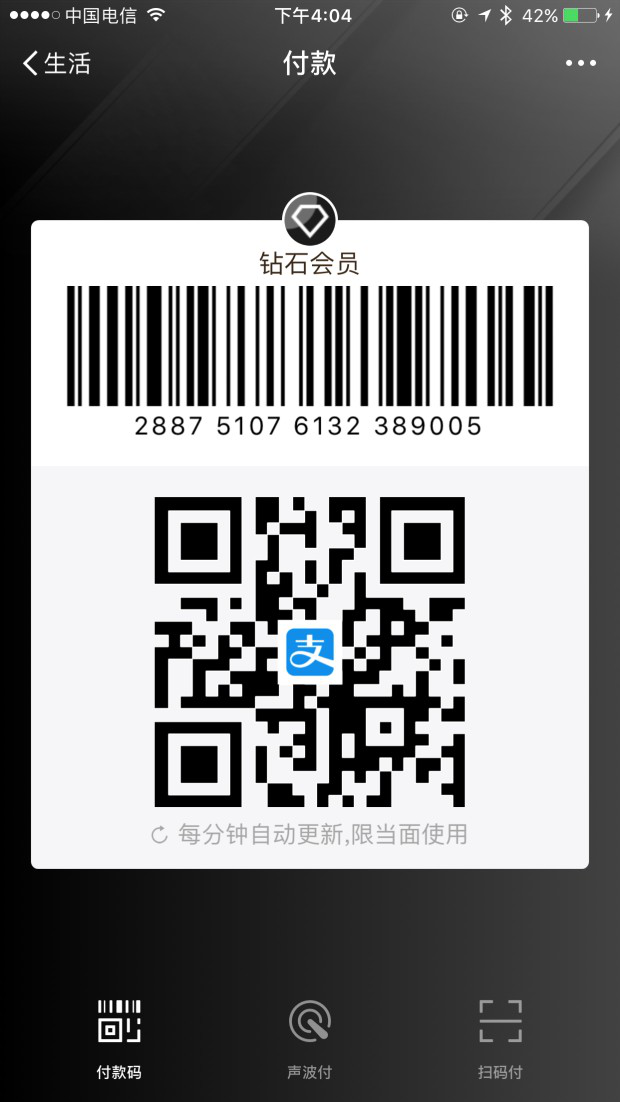 中国电信 下午4:04 42%
生活 付款
钻石会员
2887 5107 6132 389005
支
每分钟自动更新,限当面使用
付款码 声波付 扫码付